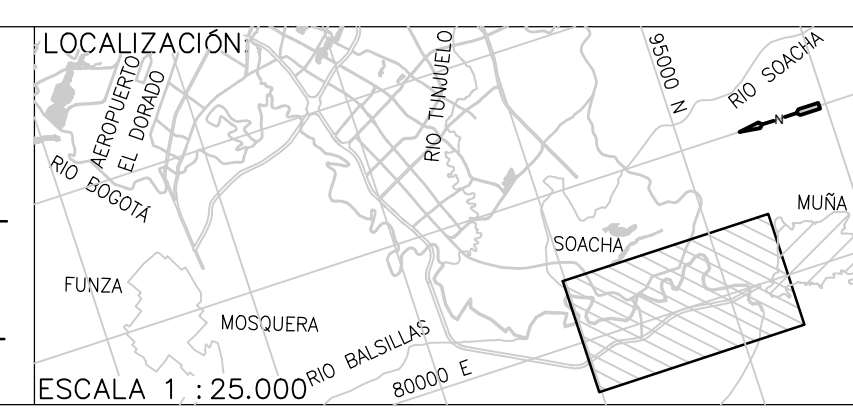 LOCALIZACIÓN:
AEROPUERTO
EL DORADO
RIO BOGOTÁ
RIO TUNJUELO
95000 N
RIO SOACHA
N
MUÑA
SOACHA
FUNZA
MOSQUERA
RIO BALSILLAS
80000 E
ESCALA 1 : 25.000